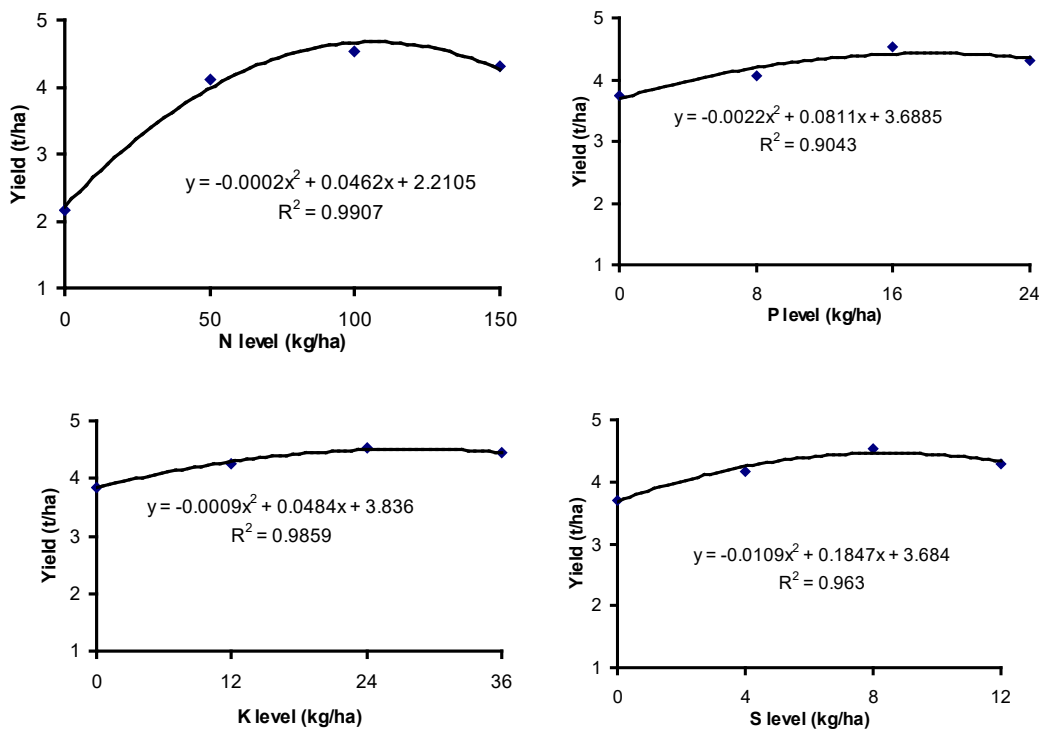 5
4
3
2
1
Yield (t/ha)
y = -0.0002x² + 0.0462x + 2.2105
R² = 0.9907
0 50 100 150
N level (kg/ha)
5
4
3
2
1
Yield (t/ha)
y = -0.0022x² + 0.0811x + 3.6885
R² = 0.9043
0 8 16 24
P level (kg/ha)
5
4
3
2
1
Yield (t/ha)
y = -0.0009x² + 0.0484x + 3.836
R² = 0.9859
0 12 24 36
K level (kg/ha)
5
4
3
2
1
Yield (t/ha)
y = -0.0109x² + 0.1847x + 3.684
R² = 0.963
0 4 8 12
S level (kg/ha)